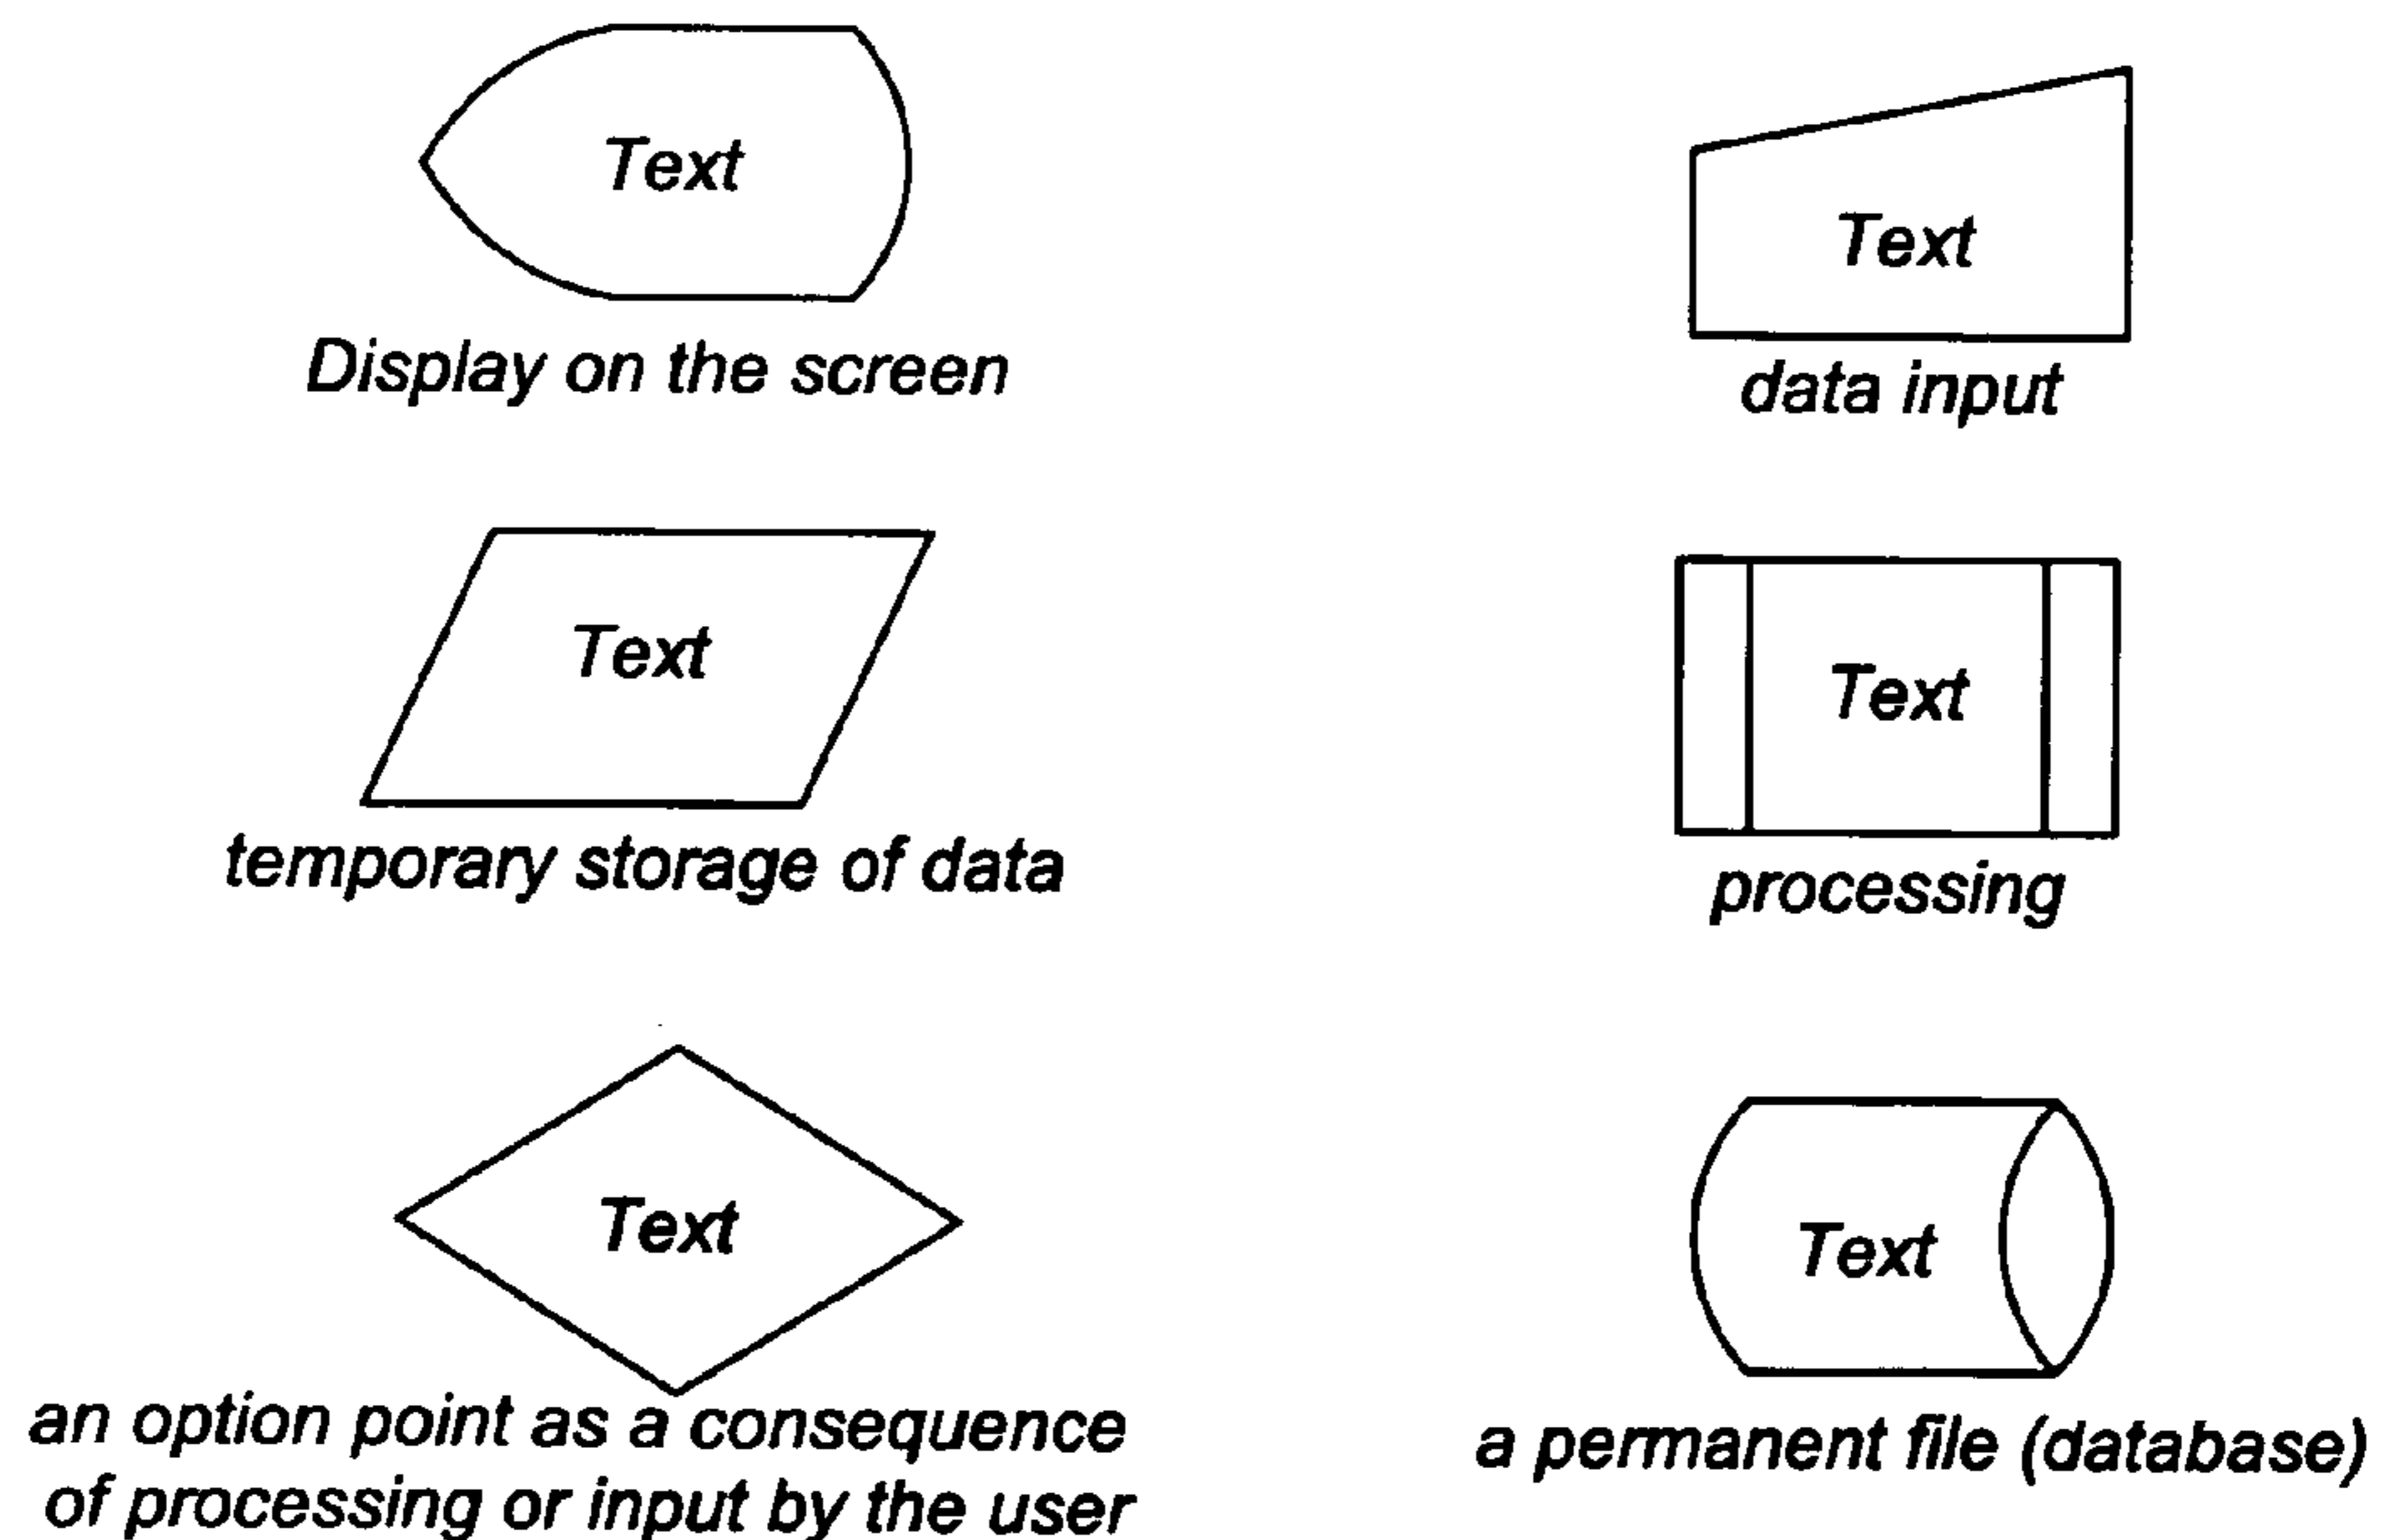 Text
Display on the screen
Text
data input
Text
temporary storage of data
Text
processing
Text
an option point as a consequence
of processing or input by the user
Text
a permanent file (database)